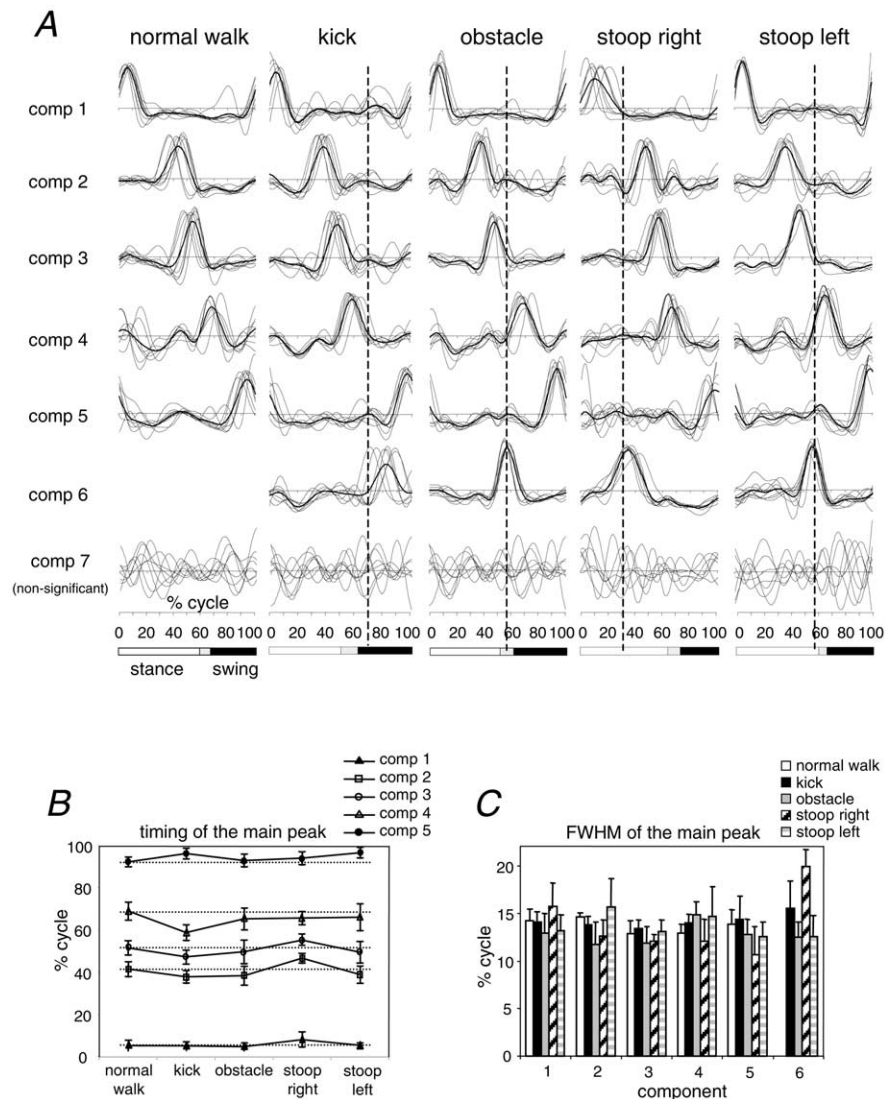 A
normal walk kick obstacle stoop right stoop left
comp 1
comp 2
comp 3
comp 4
comp 5
comp 6
comp 7
(non-significant)
% cycle
0 20 40 60 80 100 0 20 40 60 80 100 0 20 40 60 80 100 0 20 40 60 80 100 0 20 40 60 80 100
stance swing
B
comp 1
comp 2
comp 3
comp 4
comp 5
timing of the main peak
100
80
60
40
20
0
% cycle
normal walk
kick
obstacle
stoop right
stoop left
C
normal walk
kick
obstacle
stoop right
stoop left
FWHM of the main peak
20
15
10
5
0
% cycle
1 2 3 4 5 6
component